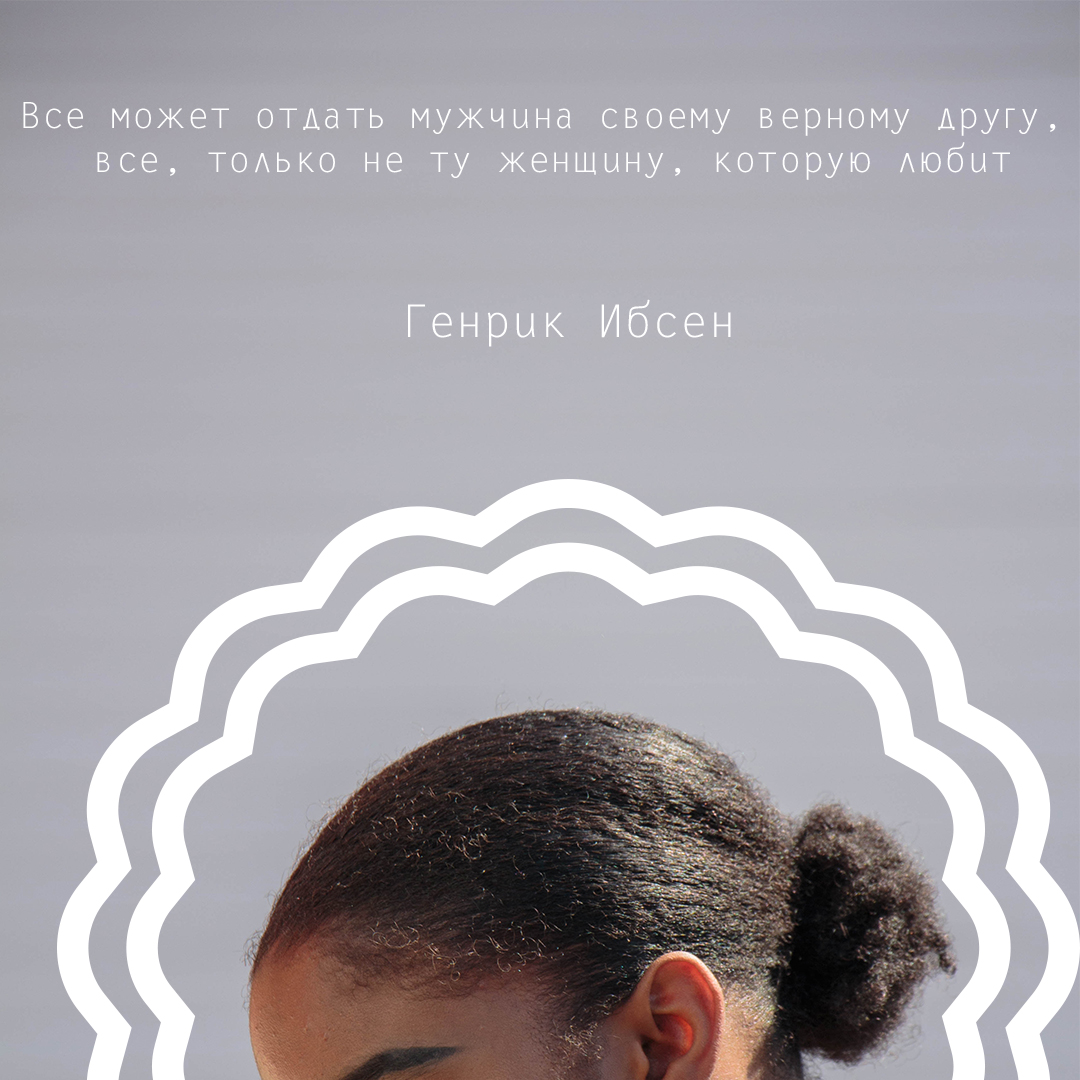 Все может отдать мужчина своему верному другу,
все, только не ту женщину, которую любит
Генрик Ибсен